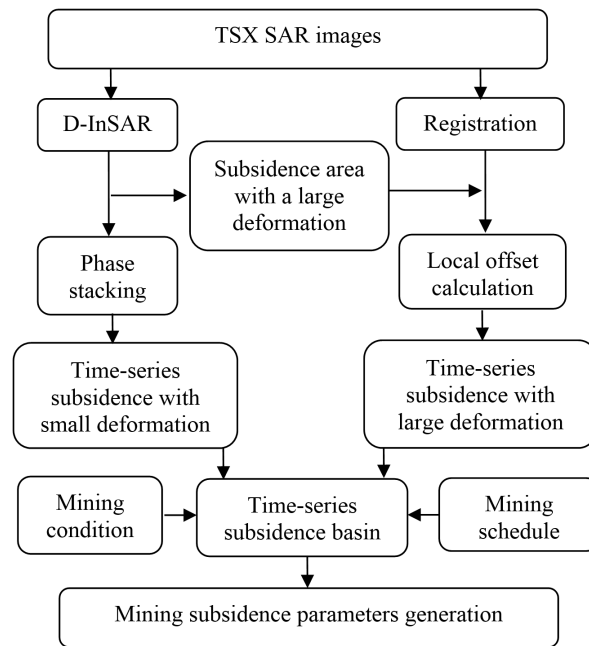 TSX SAR images
D-InSAR
Registration
Subsidence area
with a large
deformation
Phase
stacking
Local offset
calculation
Time-series
subsidence with
small deformation
Time-series
subsidence with
large deformation
Mining
condition
Time-series
subsidence basin
Mining
schedule
Mining subsidence parameters generation